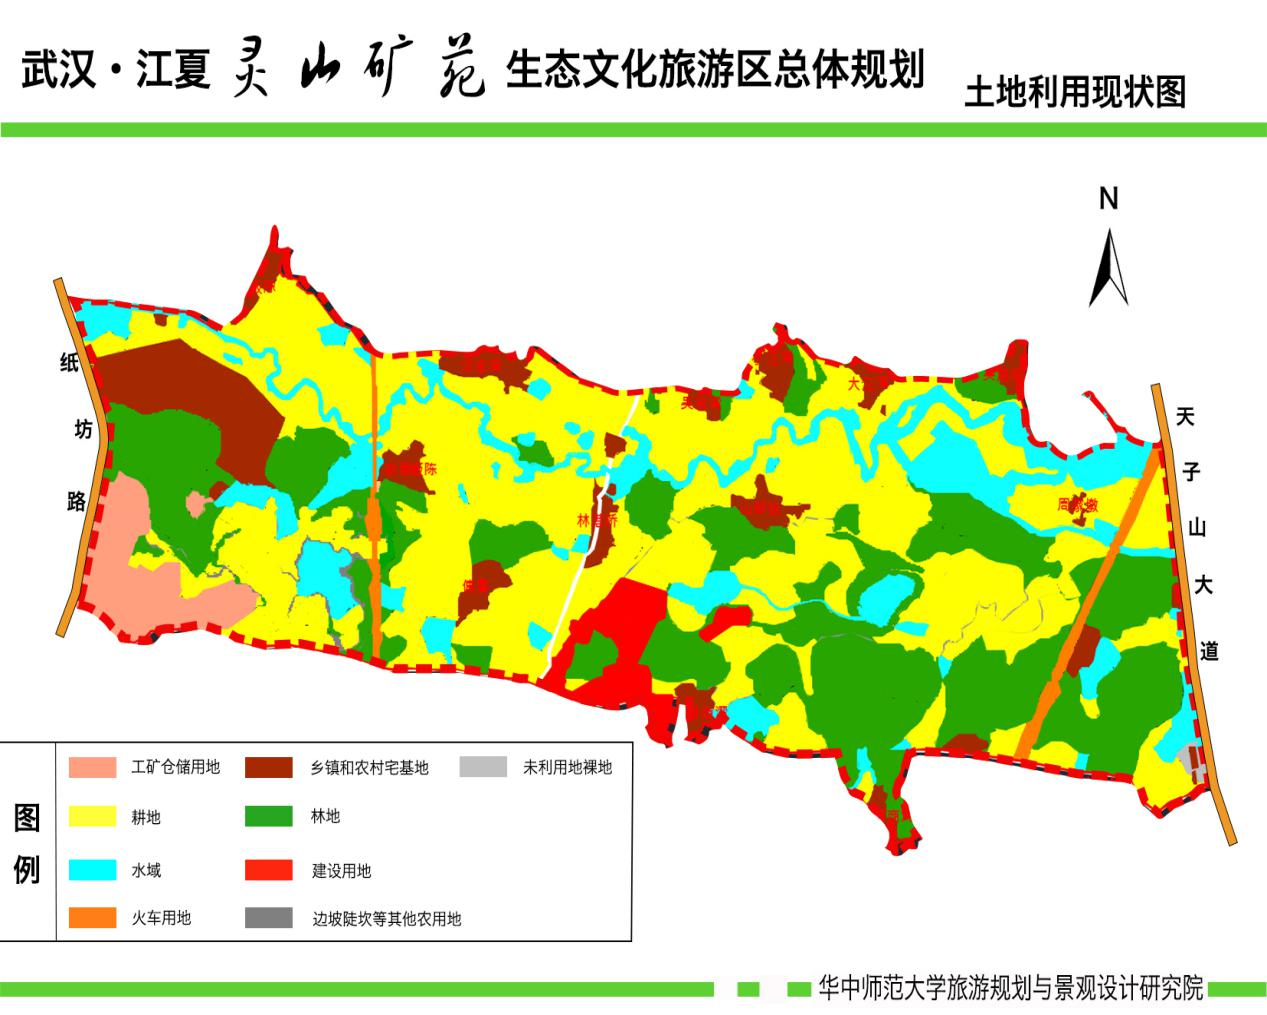 武汉·江夏灵山矿苑生态文化旅游区总体规划 土地利用现状图
N
纸坊路
天子山大道
周家墩
图例
工矿仓储用地
乡镇和农村宅基地
未利用地裸地
耕地
林地
水域
建设用地
火车用地
边坡陡坎等其他农用地
华中师范大学旅游规划与景观设计研究院